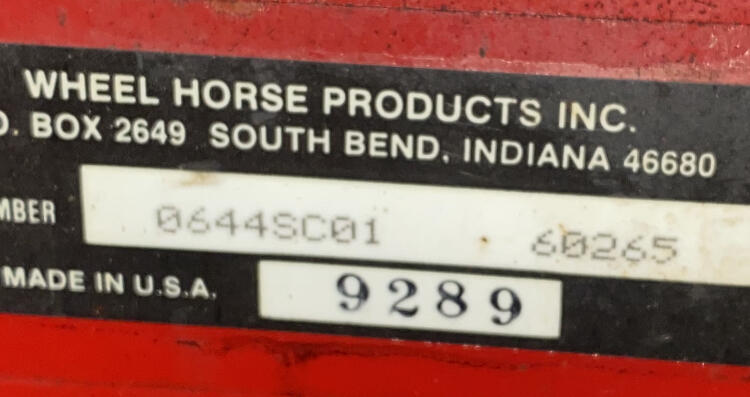 WHEEL HORSE PRODUCTS INC.
O. BOX 2649 SOUTH BEND, INDIANA 46680
MBER 0644SC01 60265
MADE IN U.S.A. 9289